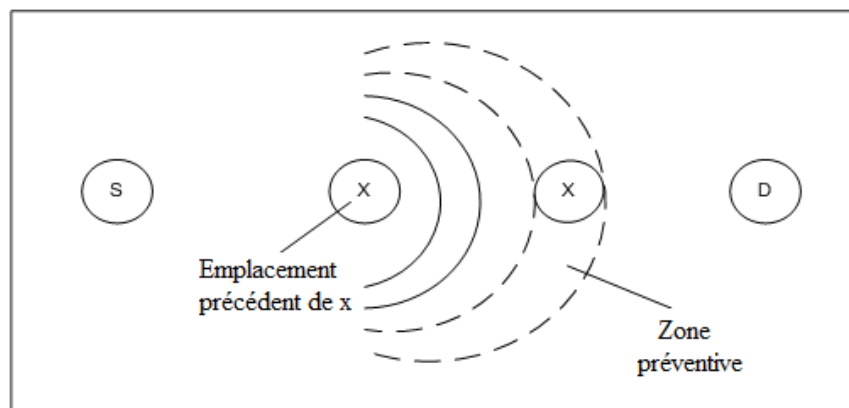 S
X
X
D
Emplacement
précédent de x
Zone
préventive